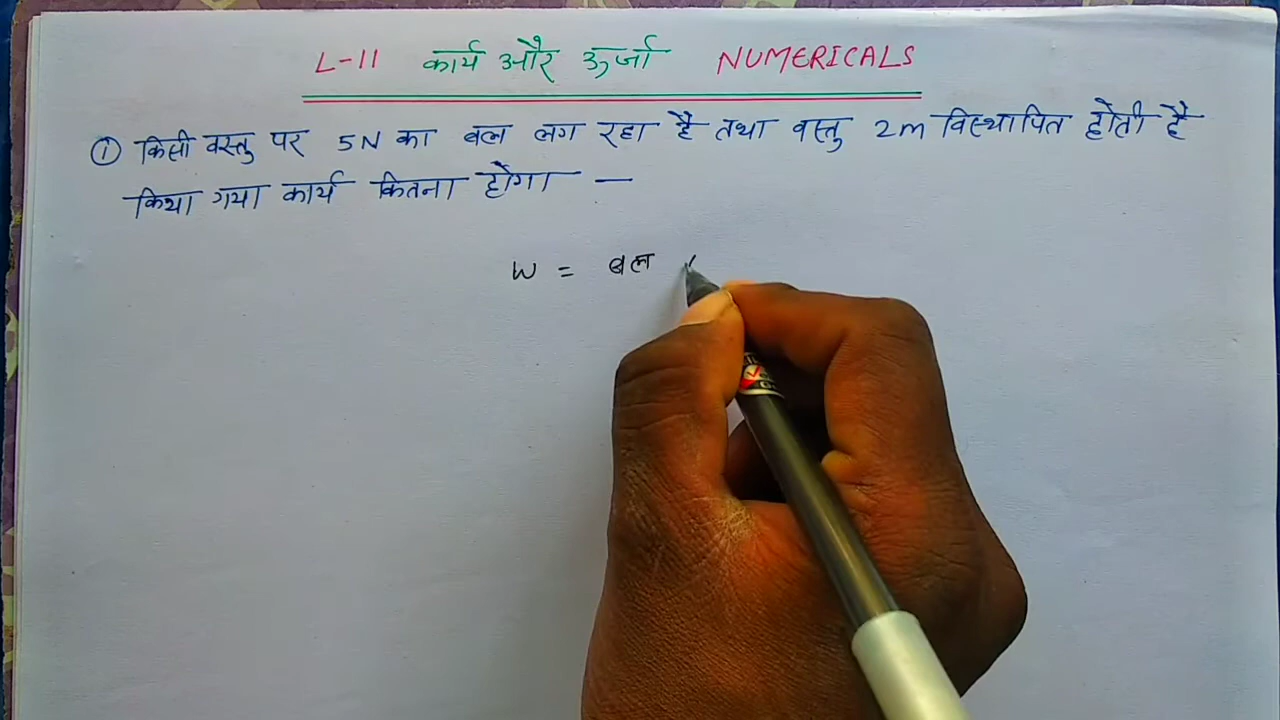 L-11 कार्य और ऊर्जा NUMERICALS
① किसी वस्तु पर 5N का बल लग रहा है तथा वस्तु 2m विस्थापित होती है
किया गया कार्य कितना होगा —
W = बल